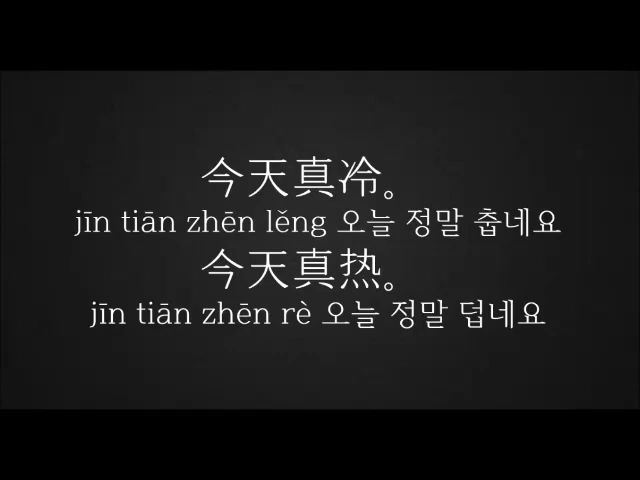 今天真冷。
jīn tiān zhēn lěng 오늘 정말 춥네요
今天真热。
jīn tiān zhēn rè 오늘 정말 덥네요